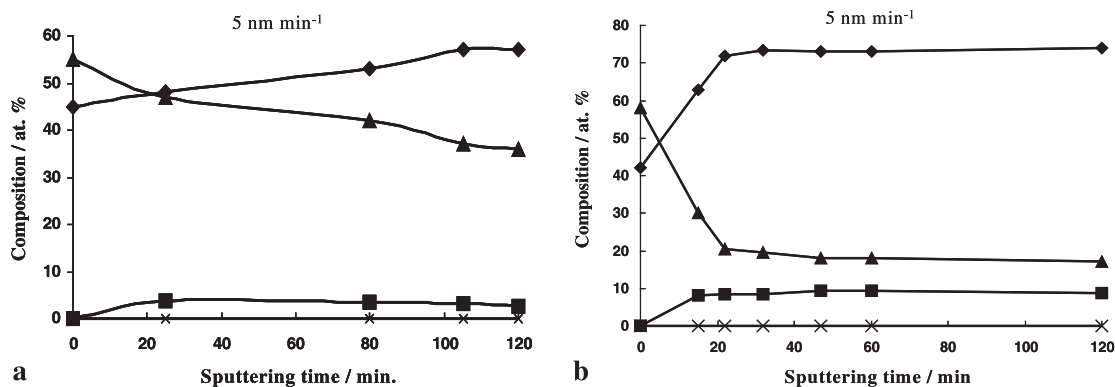 5 nm min-1
60
50
40
30
20
10
0
Composition / at. %
0 20 40 60 80 100 120
Sputtering time / min.
a
5 nm min-1
80
70
60
50
40
30
20
10
0
Composition / at. %
0 20 40 60 80 100 120
Sputtering time / min
b